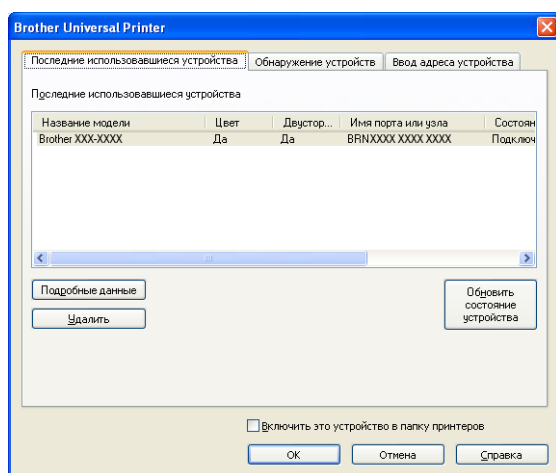 Brother Universal Printer
Последние использовавшиеся устройства Обнаружение устройств Ввод адреса устройства
Последние использовавшиеся устройства
Название модели Цвет Двустор... Имя порта или узла Состоян
Brother XXX-XXXX Да Да BRNXXXX XXXX XXXX Подключ
Подробные данные
Удалить
Обновить
состояние
устройства
Включить это устройство в папку принтеров
ОК Отмена Справка